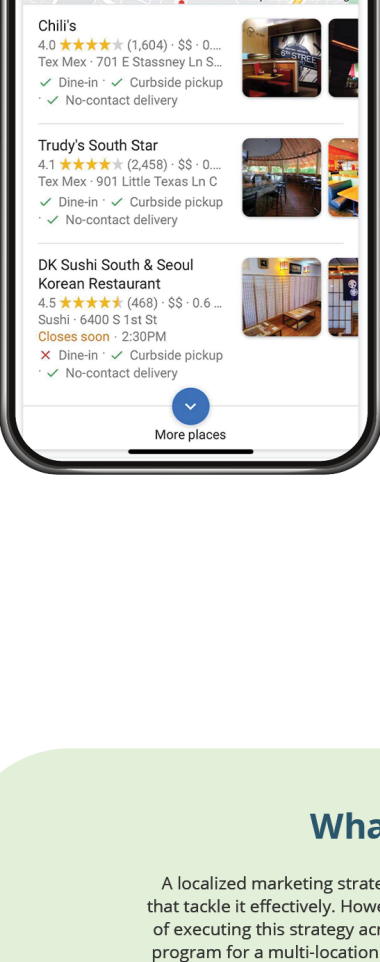 Chili's
4.0 (1,604) · $$ · 0....
Tex Mex · 701 E Stassney Ln S...
Dine-in · Curbside pickup
· No-contact delivery
6TH STREE
Trudy's South Star
4.1 (2,458) · $$ · 0....
Tex Mex · 901 Little Texas Ln C
Dine-in · Curbside pickup
· No-contact delivery
DK Sushi South & Seoul
Korean Restaurant
4.5 (468) · $$ · 0.6 ...
Sushi · 6400 S 1st St
Closes soon · 2:30PM
Dine-in · Curbside pickup
· No-contact delivery
More places
Wha
A localized marketing strate
that tackle it effectively. Howe
of executing this strategy acr
program for a multi-location